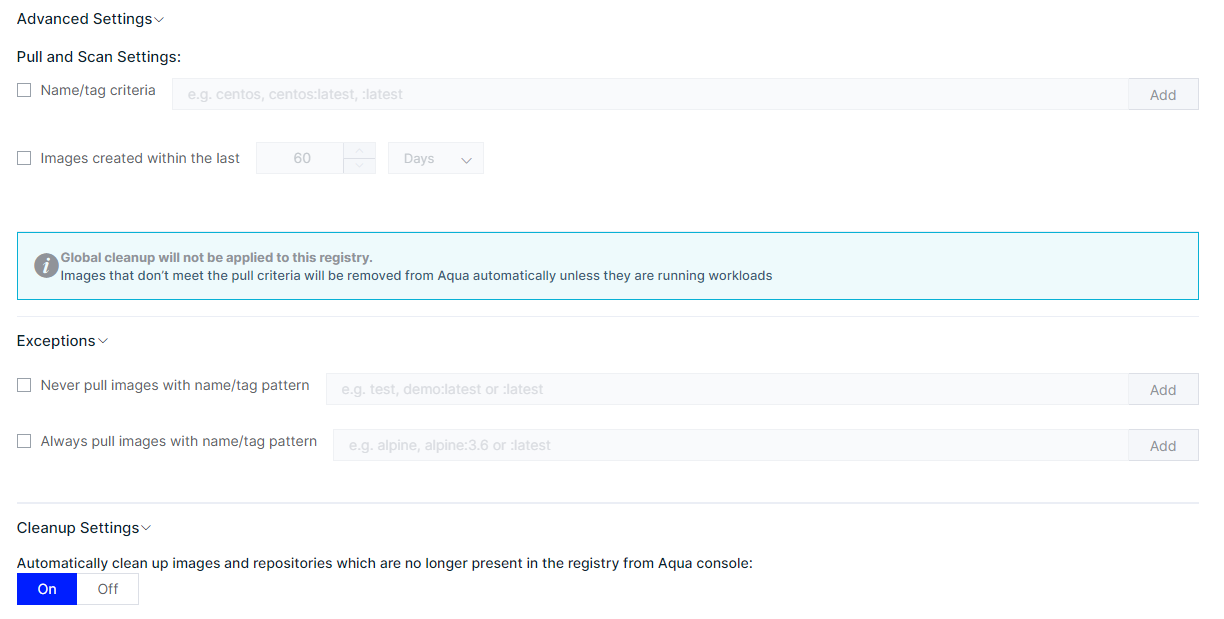 Advanced Settings
Pull and Scan Settings:
Name/tag criteria e.g. centos, centos:latest, :latest Add
Images created within the last 60 Days
i Global cleanup will not be applied to this registry.
Images that don't meet the pull criteria will be removed from Aqua automatically unless they are running workloads
Exceptions
Never pull images with name/tag pattern e.g. test, demo:latest or :latest Add
Always pull images with name/tag pattern e.g. alpine, alpine:3.6 or :latest Add
Cleanup Settings
Automatically clean up images and repositories which are no longer present in the registry from Aqua console:
On Off